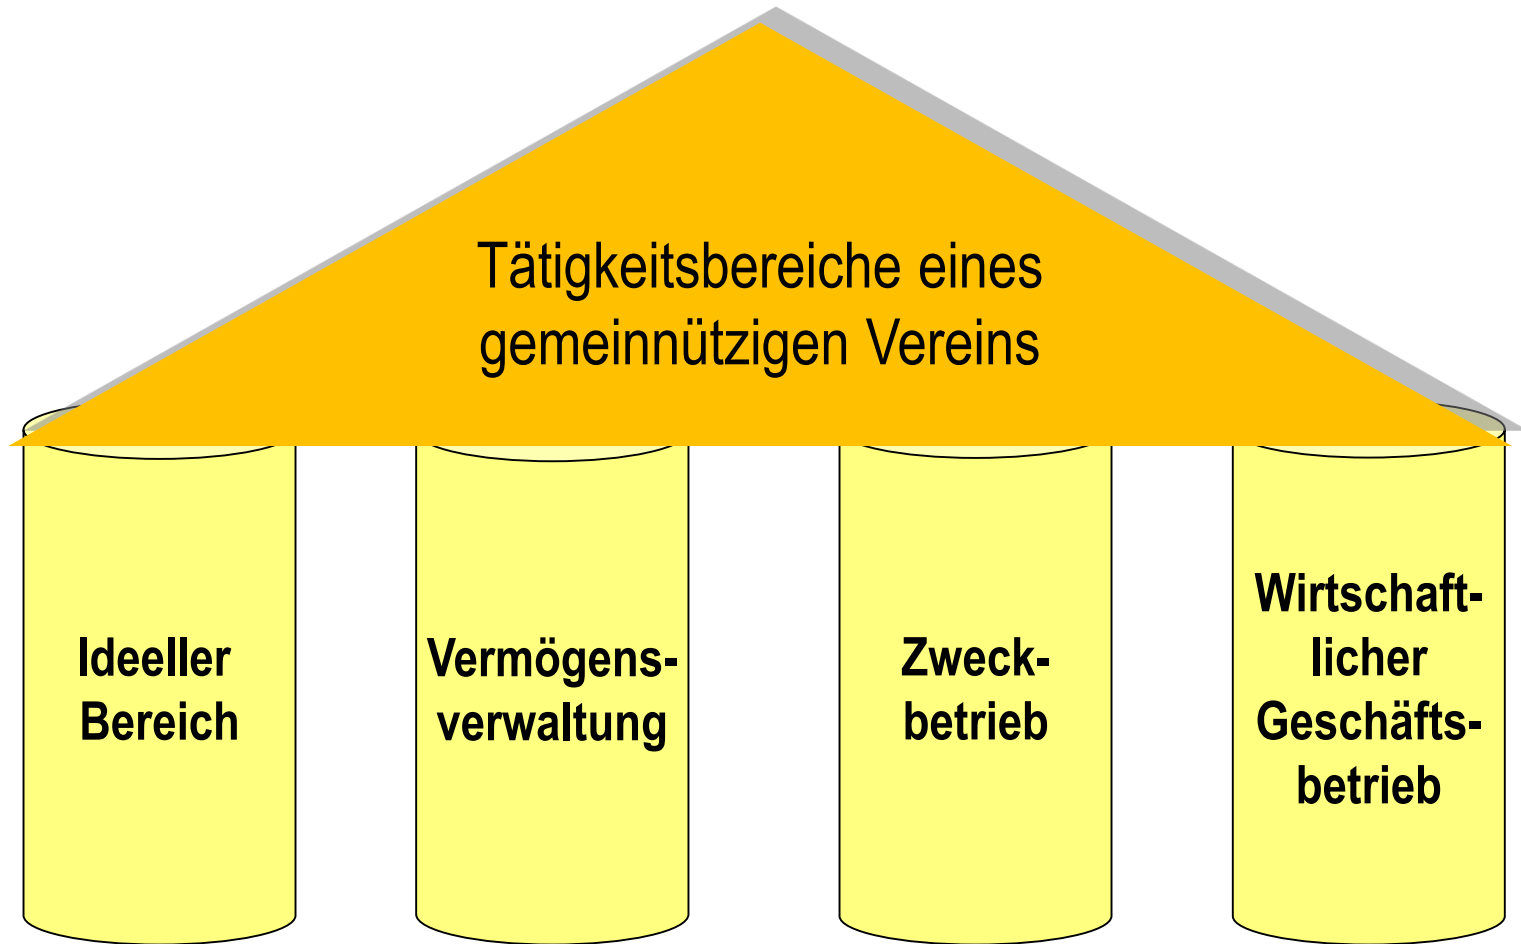 Tätigkeitsbereiche eines
gemeinnützigen Vereins
Ideeller
Bereich
Vermögens-
verwaltung
Zweck-
betrieb
Wirtschaft-
licher
Geschäfts-
betrieb